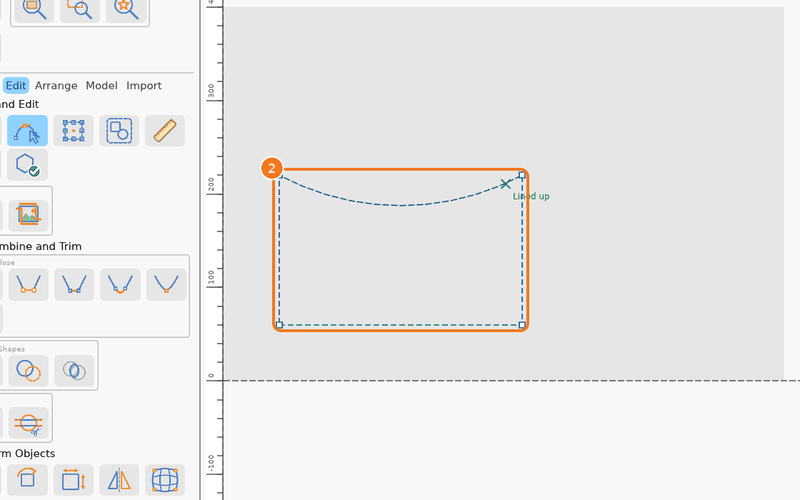 Edit Arrange Model Import
and Edit
2
Lined up
mbine and Trim
lose
Shapes
rm Objects
300
200
100
0
-100